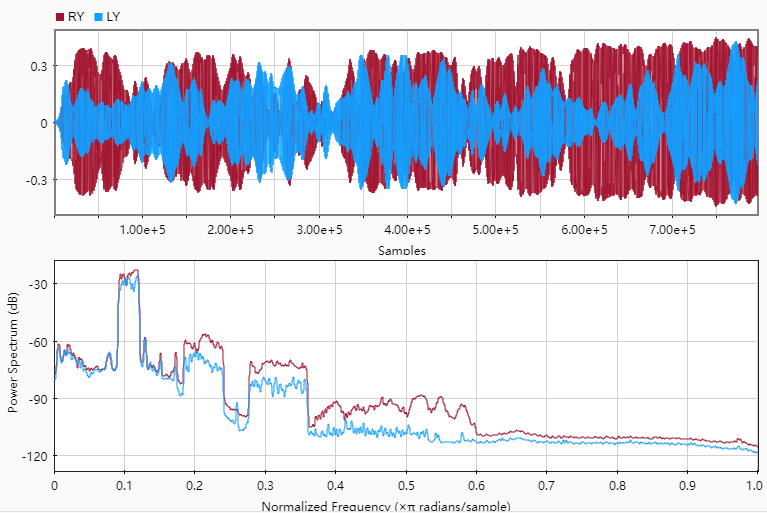 RY LY
0.3
0
-0.3
1.00e+5 2.00e+5 3.00e+5 4.00e+5 5.00e+5 6.00e+5 7.00e+5
Samples
Power Spectrum (dB)
-30
-60
-90
-120
0 0.1 0.2 0.3 0.4 0.5 0.6 0.7 0.8 0.9 1.0
Normalized Frequency (×π radians/sample)